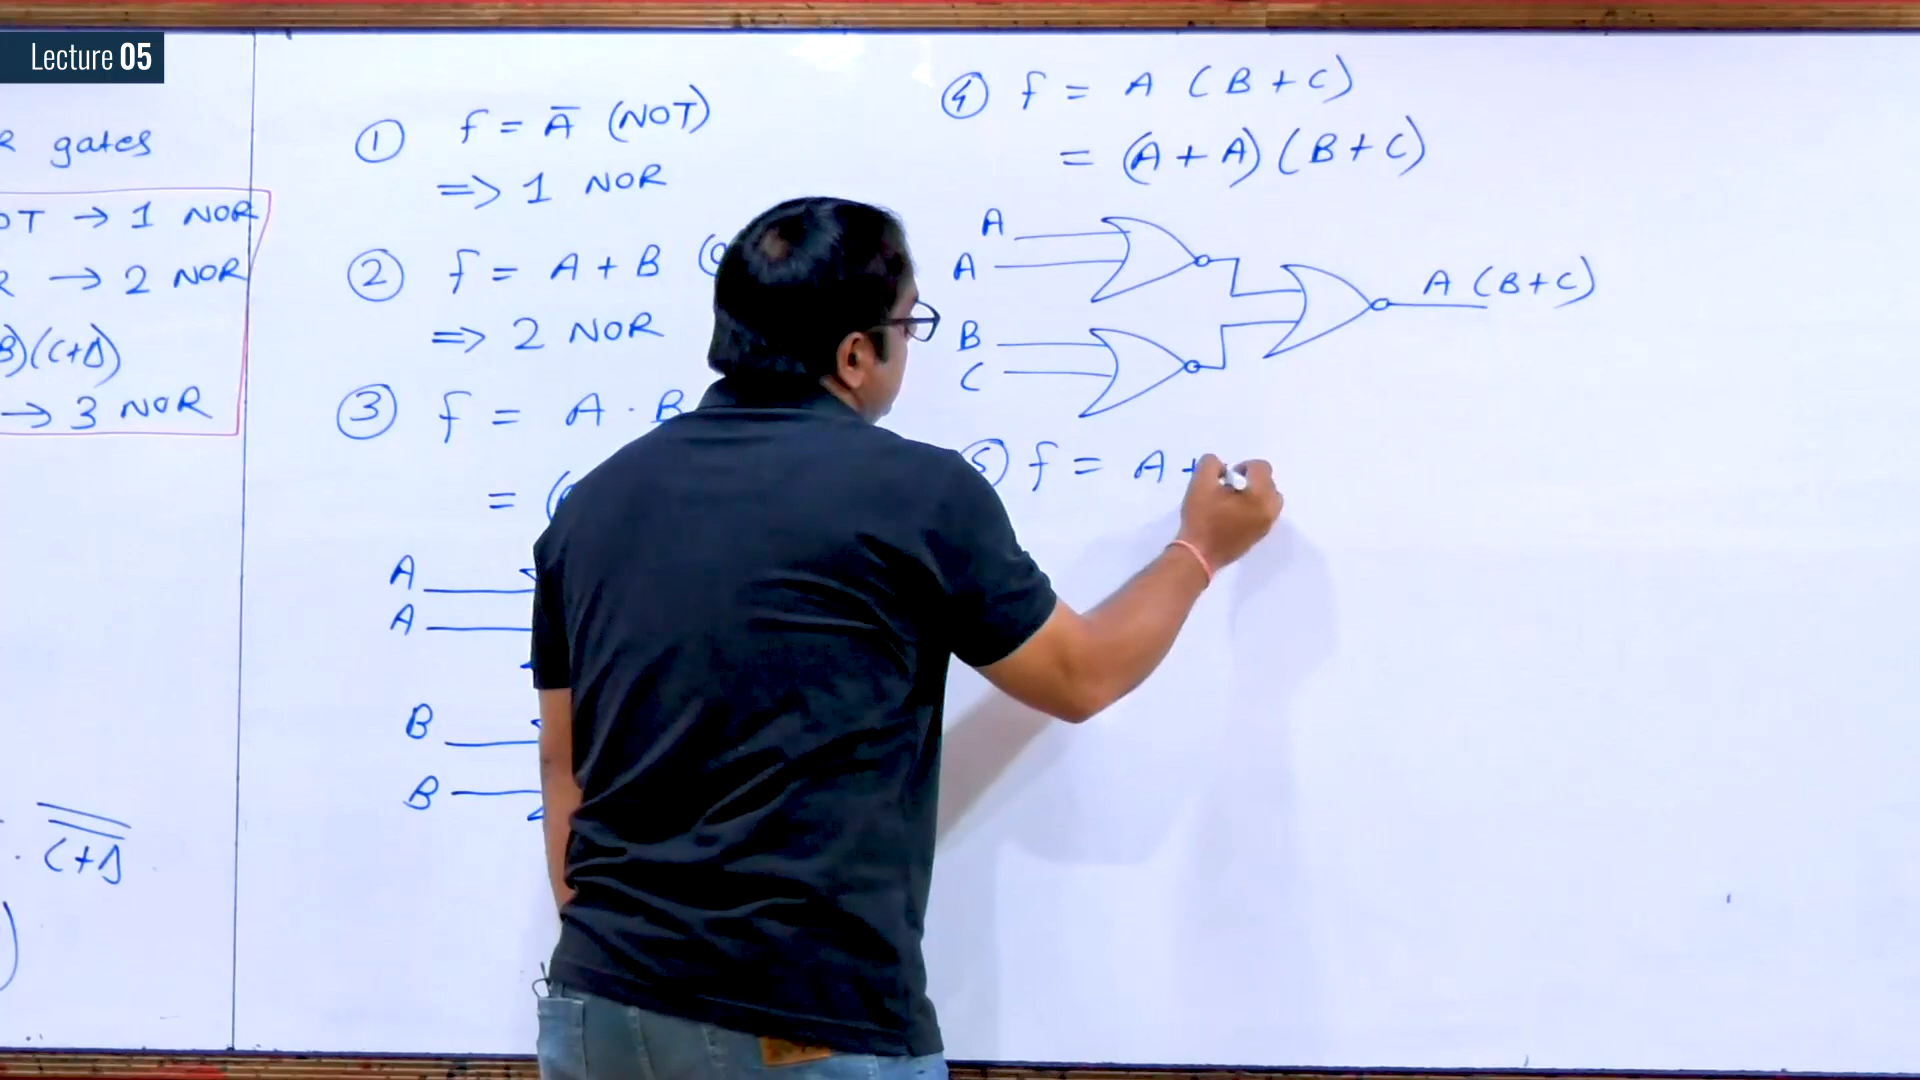 Lecture 05
gates
→ 1 NOR
→ 2 NOR
)(C+D)
→ 3 NOR
C+D
① f = A̅ (NOT)
=> 1 NOR
② f = A + B (
=> 2 NOR
③ f = A · B
= (
A
A
B
B
④ f = A (B + C)
= (A + A) (B + C)
A
A
B
C
A (B+C)
⑤ f = A +